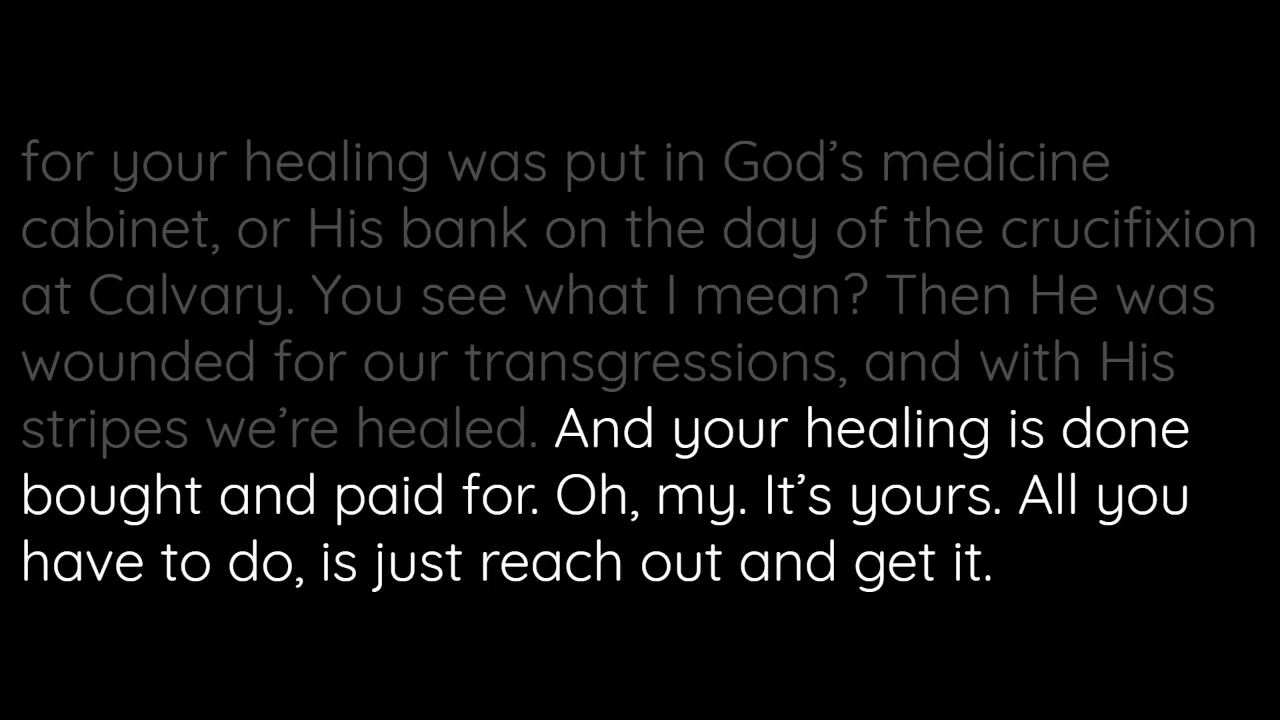 for your healing was put in God’s medicine
cabinet, or His bank on the day of the crucifixion
at Calvary. You see what I mean? Then He was
wounded for our transgressions, and with His
stripes we’re healed. And your healing is done
bought and paid for. Oh, my. It’s yours. All you
have to do, is just reach out and get it.